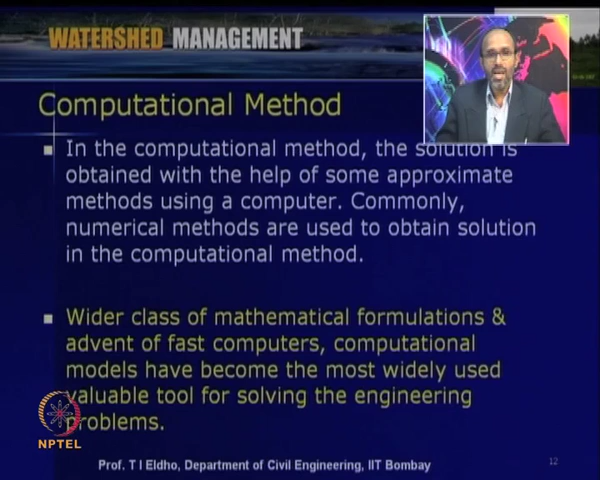 WATERSHED MANAGEMENT
Computational Method
In the computational method, the solution is
obtained with the help of some approximate
methods using a computer. Commonly,
numerical methods are used to obtain solution
in the computational method.
Wider class of mathematical formulations &
advent of fast computers, computational
models have become the most widely used
valuable tool for solving the engineering
problems.
NPTEL
Prof. T I Eldho, Department of Civil Engineering, IIT Bombay
12